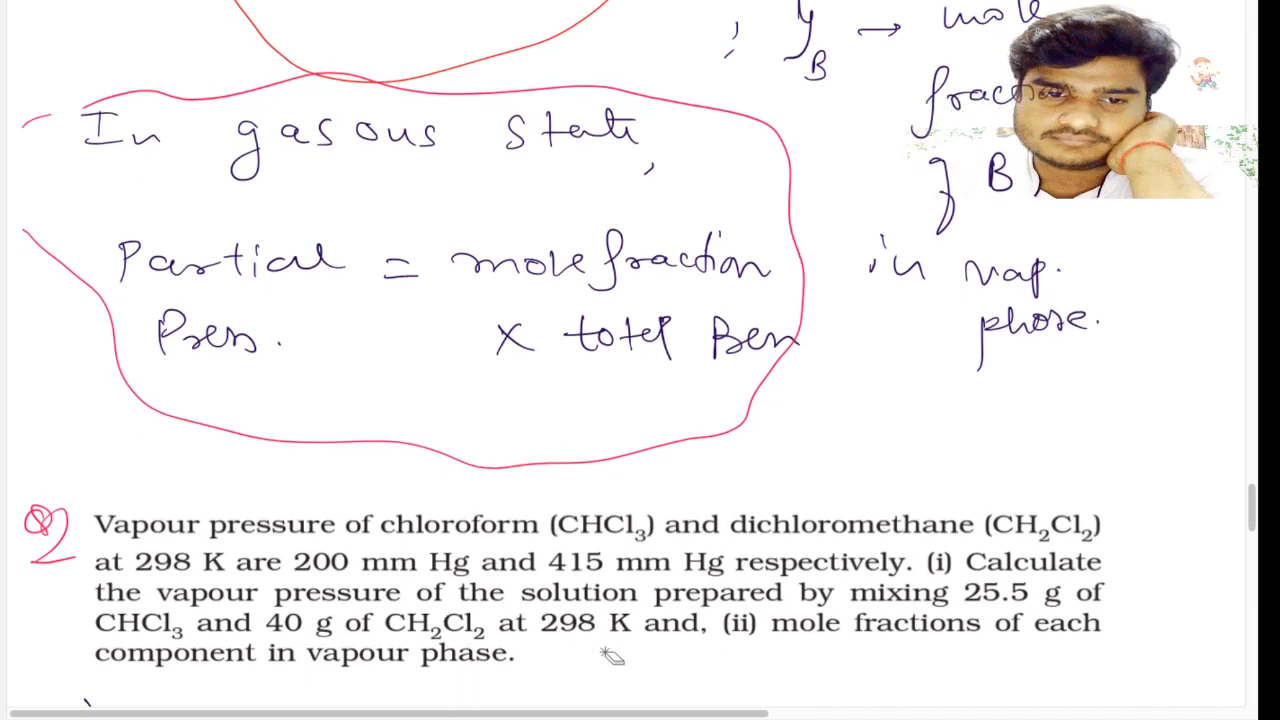 ; y_B → mole
fraction
of B
in vap.
phase.
In gasous state,
Partial = mole fraction
Pres. × total Pres
Q2 Vapour pressure of chloroform (CHCl₃) and dichloromethane (CH₂Cl₂)
at 298 K are 200 mm Hg and 415 mm Hg respectively. (i) Calculate
the vapour pressure of the solution prepared by mixing 25.5 g of
CHCl₃ and 40 g of CH₂Cl₂ at 298 K and, (ii) mole fractions of each
component in vapour phase.